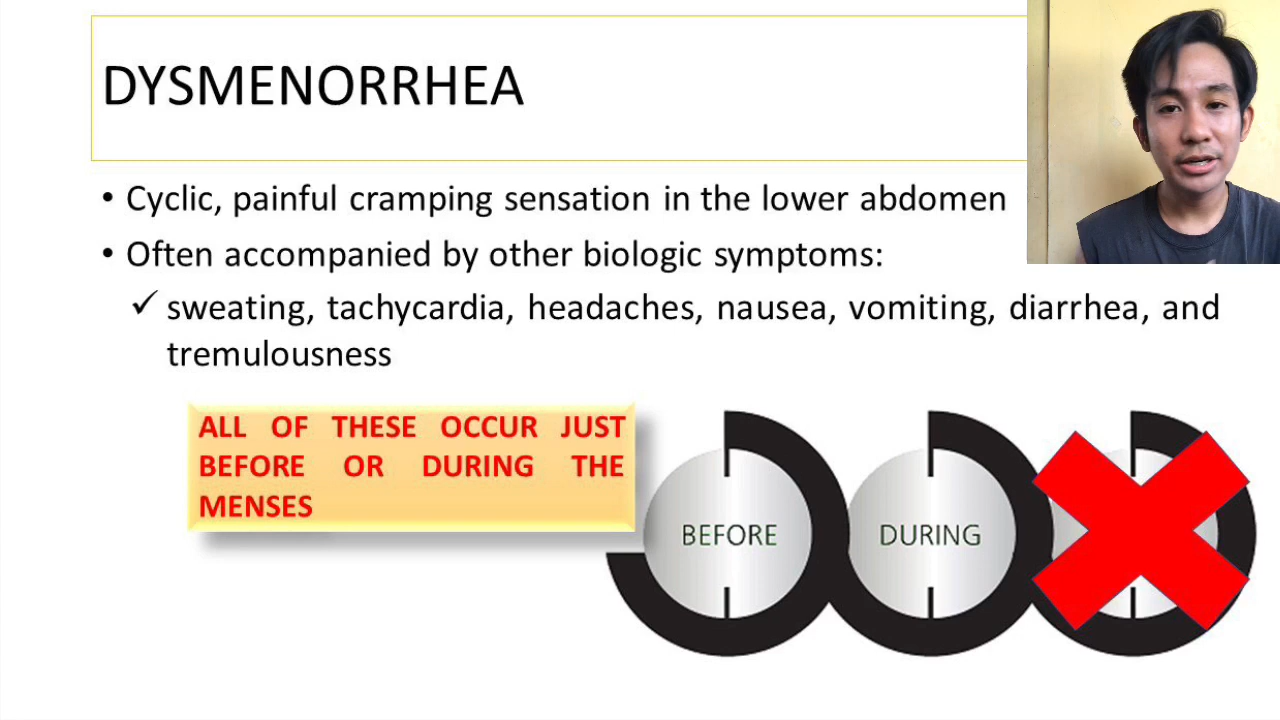 DYSMENORRHEA
• Cyclic, painful cramping sensation in the lower abdomen
• Often accompanied by other biologic symptoms:
✓ sweating, tachycardia, headaches, nausea, vomiting, diarrhea, and
tremulousness
ALL OF THESE OCCUR JUST
BEFORE OR DURING THE
MENSES
BEFORE
DURING